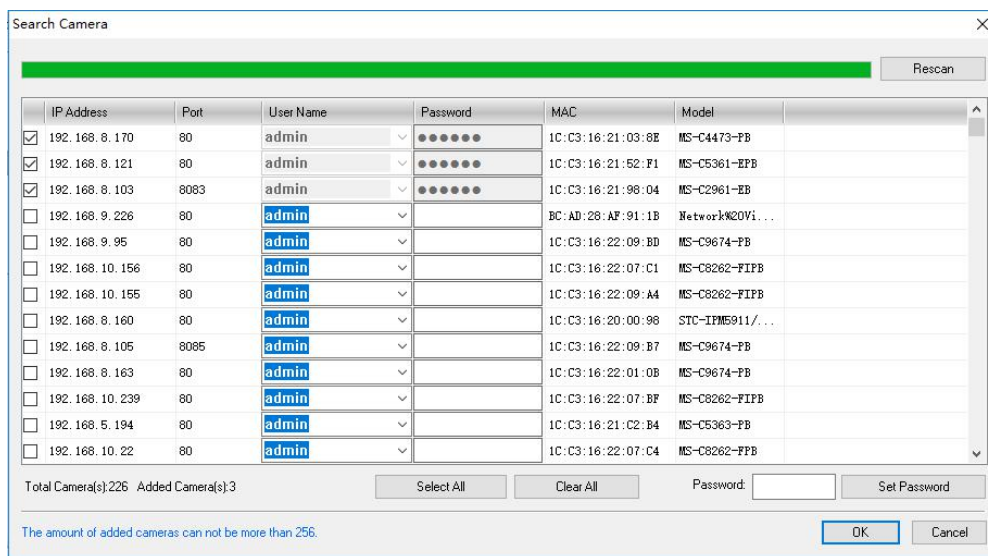 Search Camera
Rescan
IP Address Port User Name Password MAC Model
192.168.8.170 80 admin ●●●●●● 1C:C3:16:21:03:8E MS-C4473-PB
192.168.8.121 80 admin ●●●●●● 1C:C3:16:21:52:F1 MS-C5361-EPB
192.168.8.103 8083 admin ●●●●●● 1C:C3:16:21:98:04 MS-C2961-EB
192.168.9.226 80 admin BC:AD:28:AF:91:1B Network%20Vi...
192.168.9.95 80 admin 1C:C3:16:22:09:BD MS-C9674-PB
192.168.10.156 80 admin 1C:C3:16:22:07:C1 MS-C8262-FIPB
192.168.10.155 80 admin 1C:C3:16:22:09:A4 MS-C8262-FIPB
192.168.8.160 80 admin 1C:C3:16:20:00:98 STC-IPM5911/...
192.168.8.105 8085 admin 1C:C3:16:22:09:B7 MS-C9674-PB
192.168.8.163 80 admin 1C:C3:16:22:01:0B MS-C9674-PB
192.168.10.239 80 admin 1C:C3:16:22:07:BF MS-C8262-FIPB
192.168.5.194 80 admin 1C:C3:16:21:C2:B4 MS-C5363-PB
192.168.10.22 80 admin 1C:C3:16:22:07:C4 MS-C8262-FPB
Total Camera(s):226 Added Camera(s):3 Select All Clear All Password: Set Password
The amount of added cameras can not be more than 256. OK Cancel